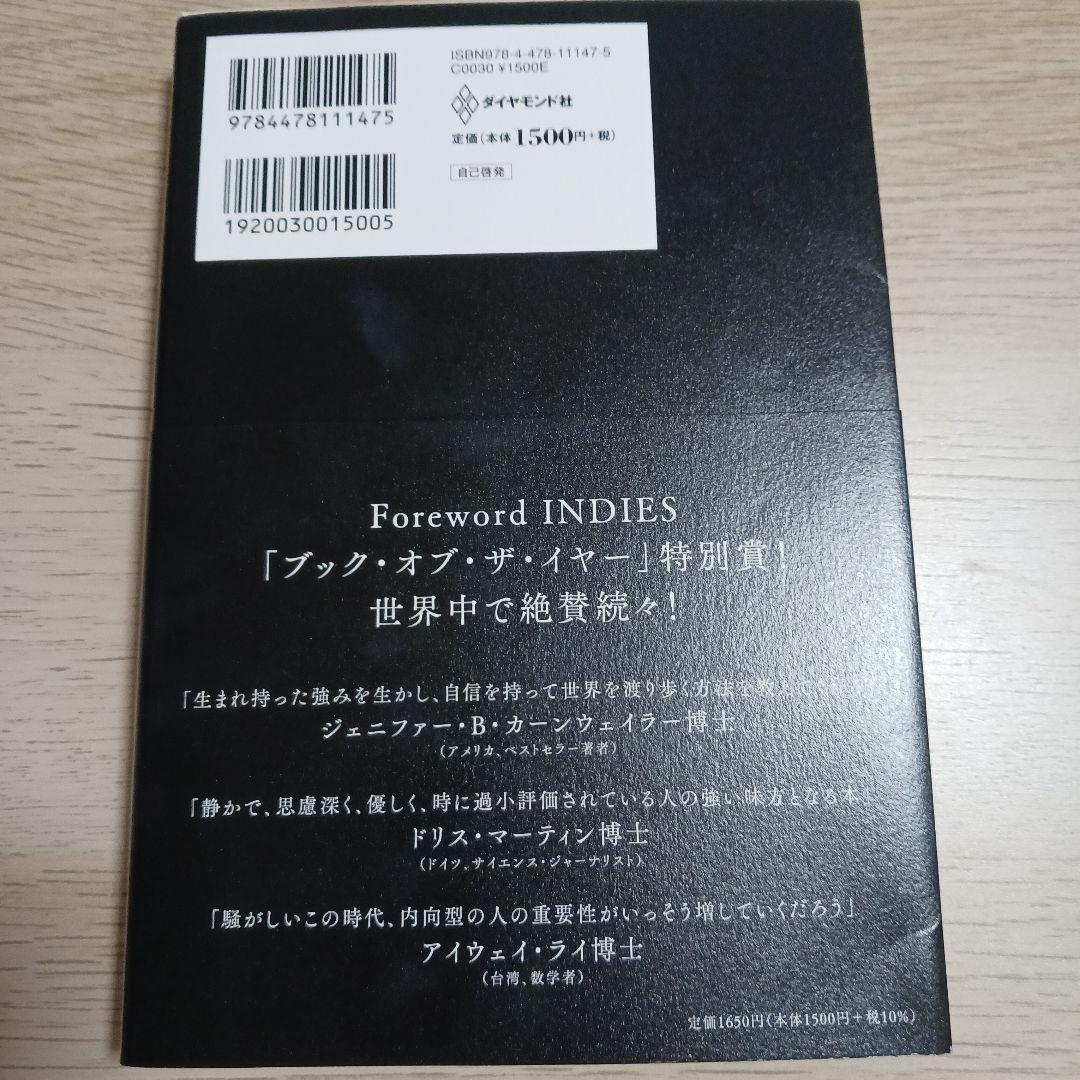 ISBN978-4-478-11147-5
C0030 ¥1500E
ダイヤモンド社
定価(本体1500円+税)
自己啓発
9784478111475
1920030015005
Foreword INDIES
「ブック・オブ・ザ・イヤー」特別賞!
世界中で絶賛続々!
「生まれ持った強みを生かし、自信を持って世界を渡り歩く方法を
ジェニファー・B・カーンウェイラー博士
(アメリカ、ベストセラー著者)
「静かで、思慮深く、優しく、時に過小評価されている人の強い味方となる本」
ドリス・マーティン博士
(ドイツ、サイエンス・ジャーナリスト)
「騒がしいこの時代、内向型の人の重要性がいっそう増していくだろう」
アイウェイ・ライ博士
(台湾、数学者)
定価1650円(本体1500円+税10%)